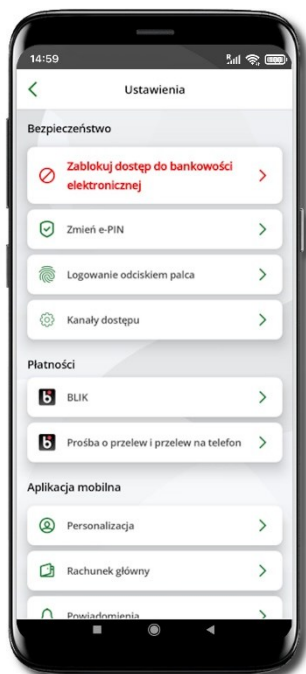 14:59
Ustawienia
Bezpieczeństwo
Zablokuj dostęp do bankowości
elektronicznej
Zmień e-PIN
Logowanie odciskiem palca
Kanały dostępu
Płatności
BLIK
Prośba o przelew i przelew na telefon
Aplikacja mobilna
Personalizacja
Rachunek główny
Powiadomienia